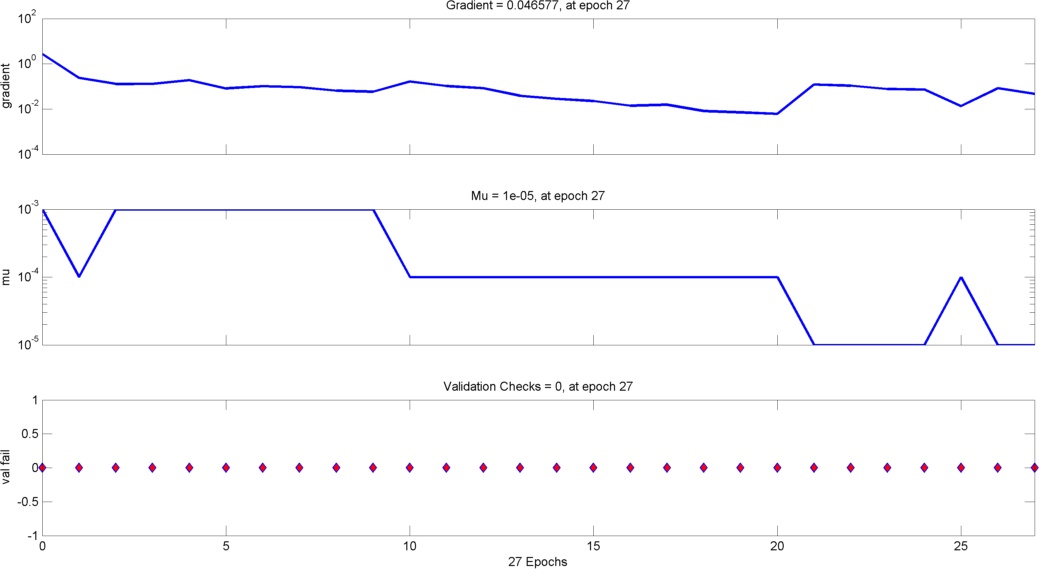 Gradient = 0.046577, at epoch 27
10^2
10^0
10^-2
10^-4
gradient
Mu = 1e-05, at epoch 27
10^-3
10^-4
10^-5
mu
Validation Checks = 0, at epoch 27
1
0.5
0
-0.5
-1
val fail
0 5 10 15 20 25
27 Epochs